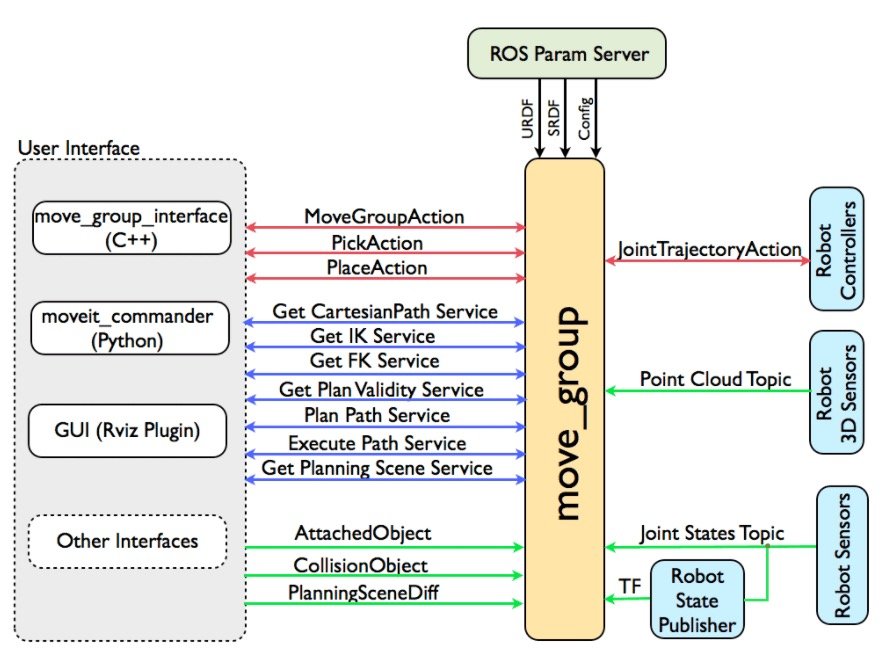 ROS Param Server
URDF
SRDF
Config
User Interface
move_group_interface
(C++)
moveit_commander
(Python)
GUI (Rviz Plugin)
Other Interfaces
MoveGroupAction
PickAction
PlaceAction
Get CartesianPath Service
Get IK Service
Get FK Service
Get Plan Validity Service
Plan Path Service
Execute Path Service
Get Planning Scene Service
AttachedObject
CollisionObject
PlanningSceneDiff
move_group
JointTrajectoryAction
Robot
Controllers
Point Cloud Topic
Robot
3D Sensors
Joint States Topic
TF
Robot
State
Publisher
Robot Sensors